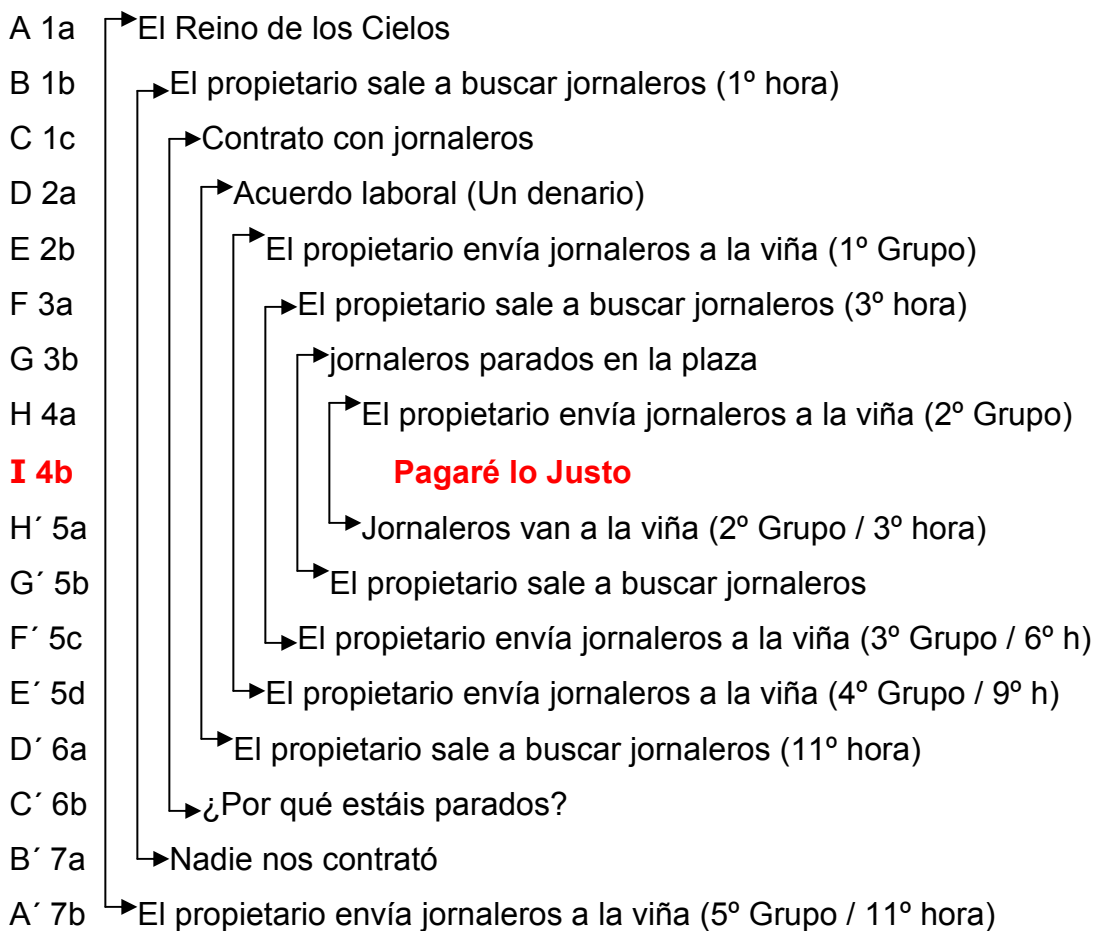 A 1a El Reino de los Cielos
B 1b El propietario sale a buscar jornaleros (1º hora)
C 1c Contrato con jornaleros
D 2a Acuerdo laboral (Un denario)
E 2b El propietario envía jornaleros a la viña (1º Grupo)
F 3a El propietario sale a buscar jornaleros (3º hora)
G 3b jornaleros parados en la plaza
H 4a El propietario envía jornaleros a la viña (2º Grupo)
I 4b Pagaré lo Justo
H´ 5a Jornaleros van a la viña (2º Grupo / 3º hora)
G´ 5b El propietario sale a buscar jornaleros
F´ 5c El propietario envía jornaleros a la viña (3º Grupo / 6º h)
E´ 5d El propietario envía jornaleros a la viña (4º Grupo / 9º h)
D´ 6a El propietario sale a buscar jornaleros (11º hora)
C´ 6b ¿Por qué estáis parados?
B´ 7a Nadie nos contrató
A´ 7b El propietario envía jornaleros a la viña (5º Grupo / 11º hora)